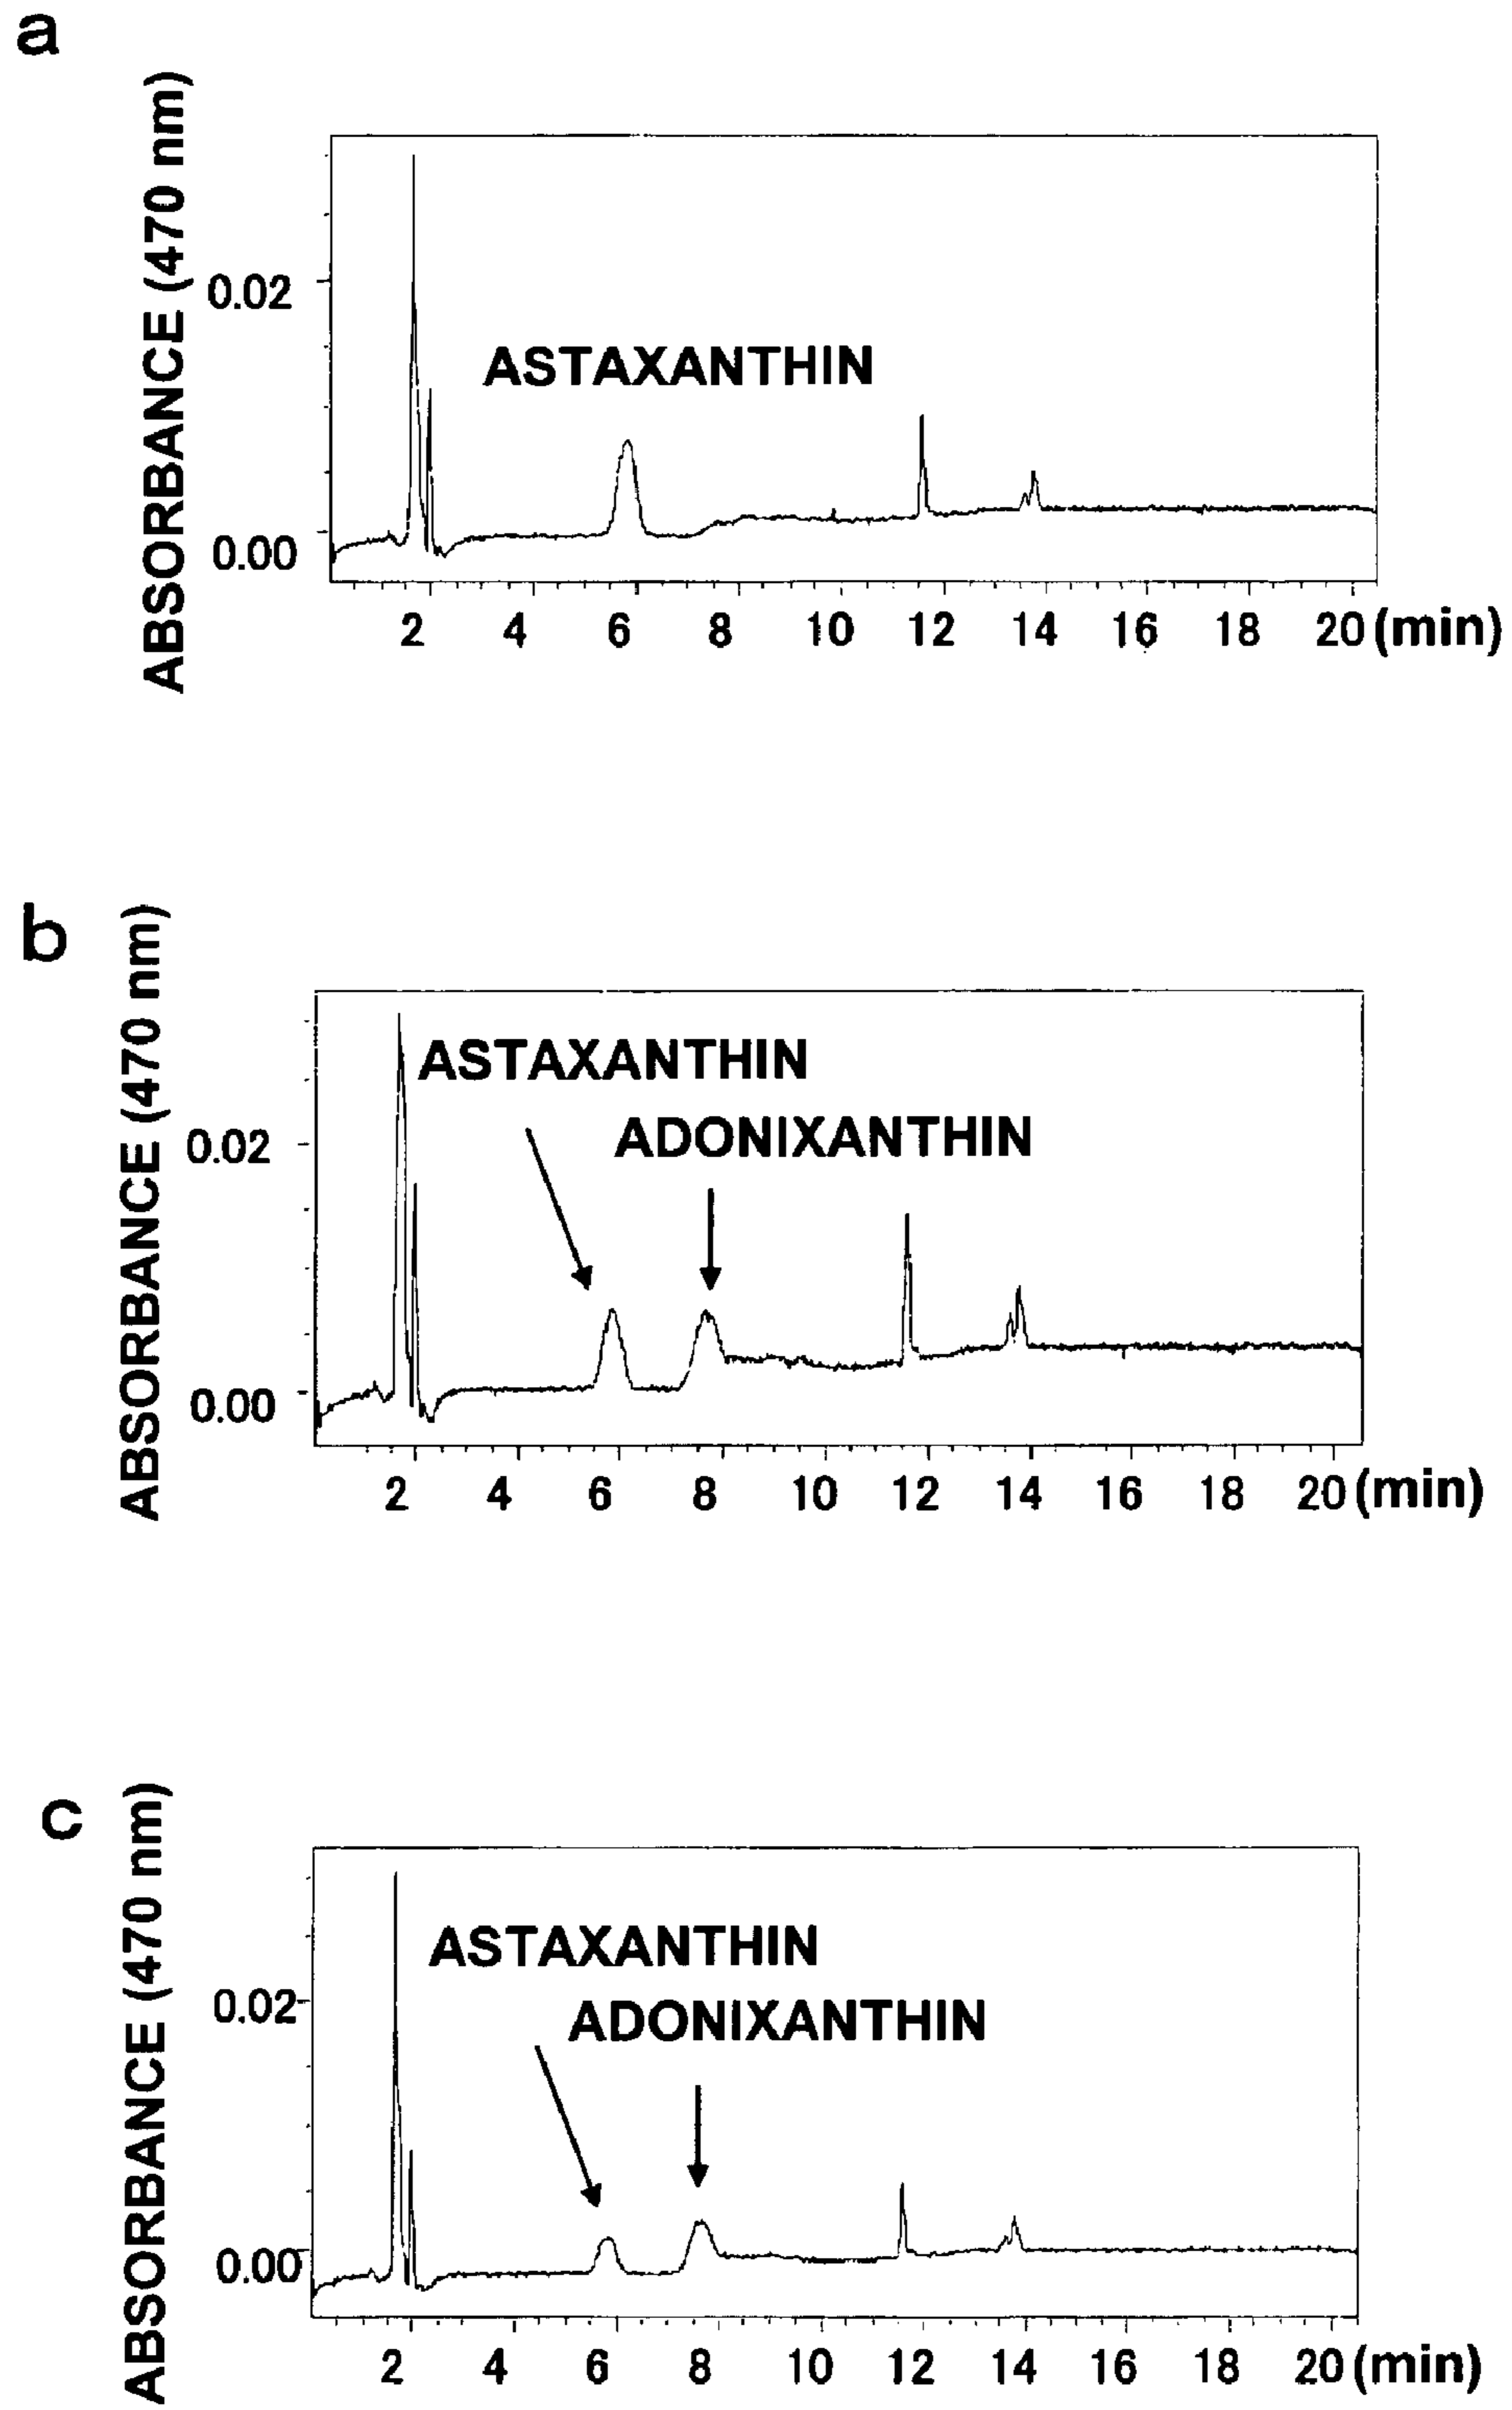 a
ABSORBANCE (470 nm)
0.02
ASTAXANTHIN
0.00
2 4 6 8 10 12 14 16 18 20 (min)
b
ABSORBANCE (470 nm)
ASTAXANTHIN
0.02
ADONIXANTHIN
0.00
2 4 6 8 10 12 14 16 18 20 (min)
c
ABSORBANCE (470 nm)
ASTAXANTHIN
0.02
ADONIXANTHIN
0.00
2 4 6 8 10 12 14 16 18 20 (min)